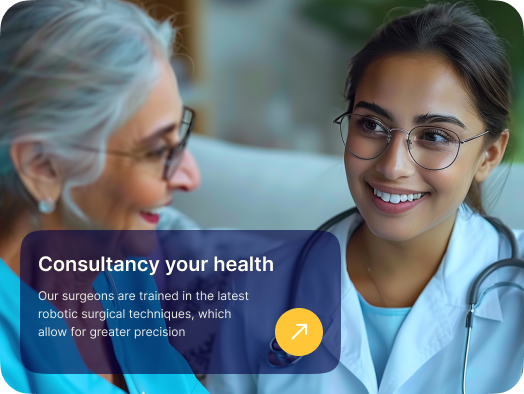 Consultancy your health
Our surgeons are trained in the latest
robotic surgical techniques, which
allow for greater precision